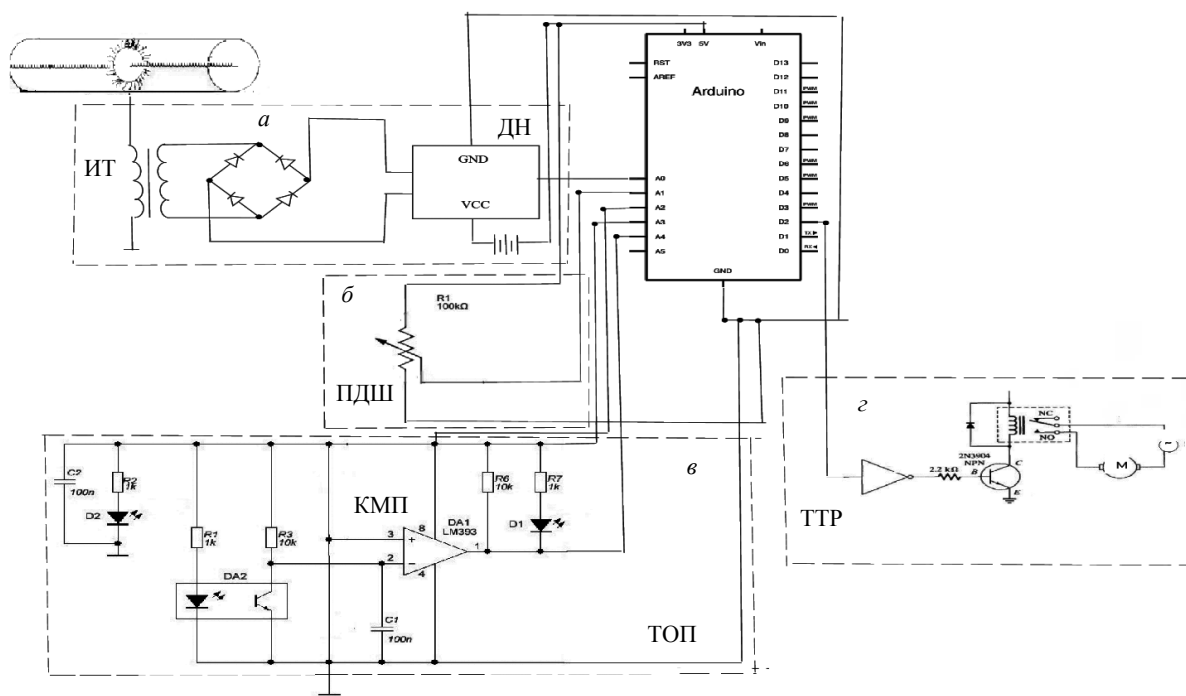 3V3 5V Vin
RST
AREF
Arduino
D13
D12
D11 PWM
D10 PWM
D9 PWM
D8
D7
D6 PWM
D5 PWM
D4
D3 PWM
D2
D1 TX
D0 RX
A0
A1
A2
A3
A4
A5
GND
а
ИТ
ДН
GND
VCC
б
R1
100kΩ
ПДШ
в
C2
100n
R2
1k
D2
R1
1k
R3
10k
DA2
КМП
DA1
LM393
3
2
8
4
1
+
−
C1
100n
R6
10k
R7
1k
D1
ТОП
г
NC
NO
2N3904
NPN
2.2 kΩ
B
C
E
M
ТТР